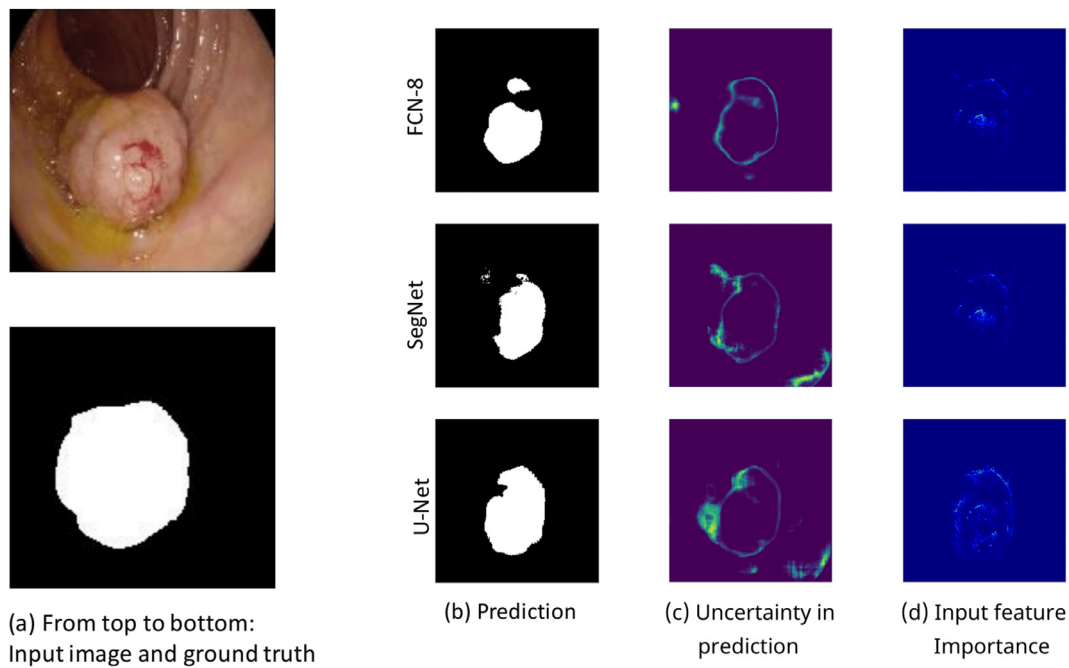 FCN-8
SegNet
U-Net
(a) From top to bottom:
Input image and ground truth
(b) Prediction
(c) Uncertainty in
prediction
(d) Input feature
Importance